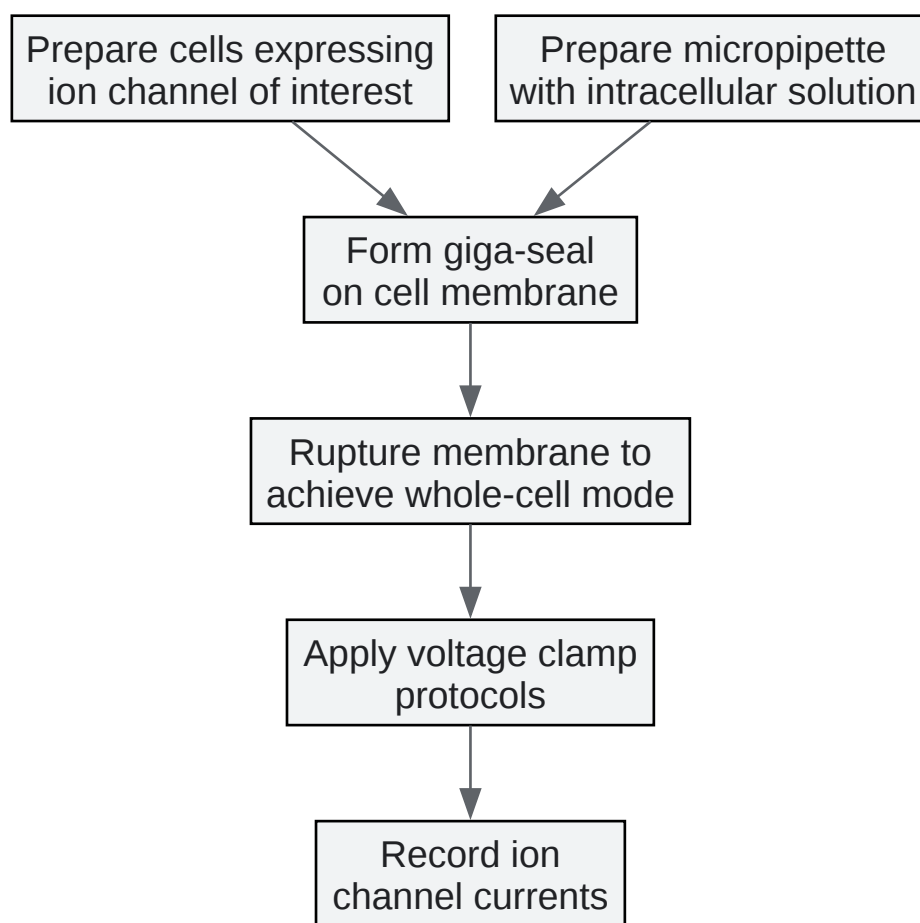 Prepare cells expressing
ion channel of interest
Prepare micropipette
with intracellular solution
Form giga-seal
on cell membrane
Rupture membrane to
achieve whole-cell mode
Apply voltage clamp
protocols
Record ion
channel currents